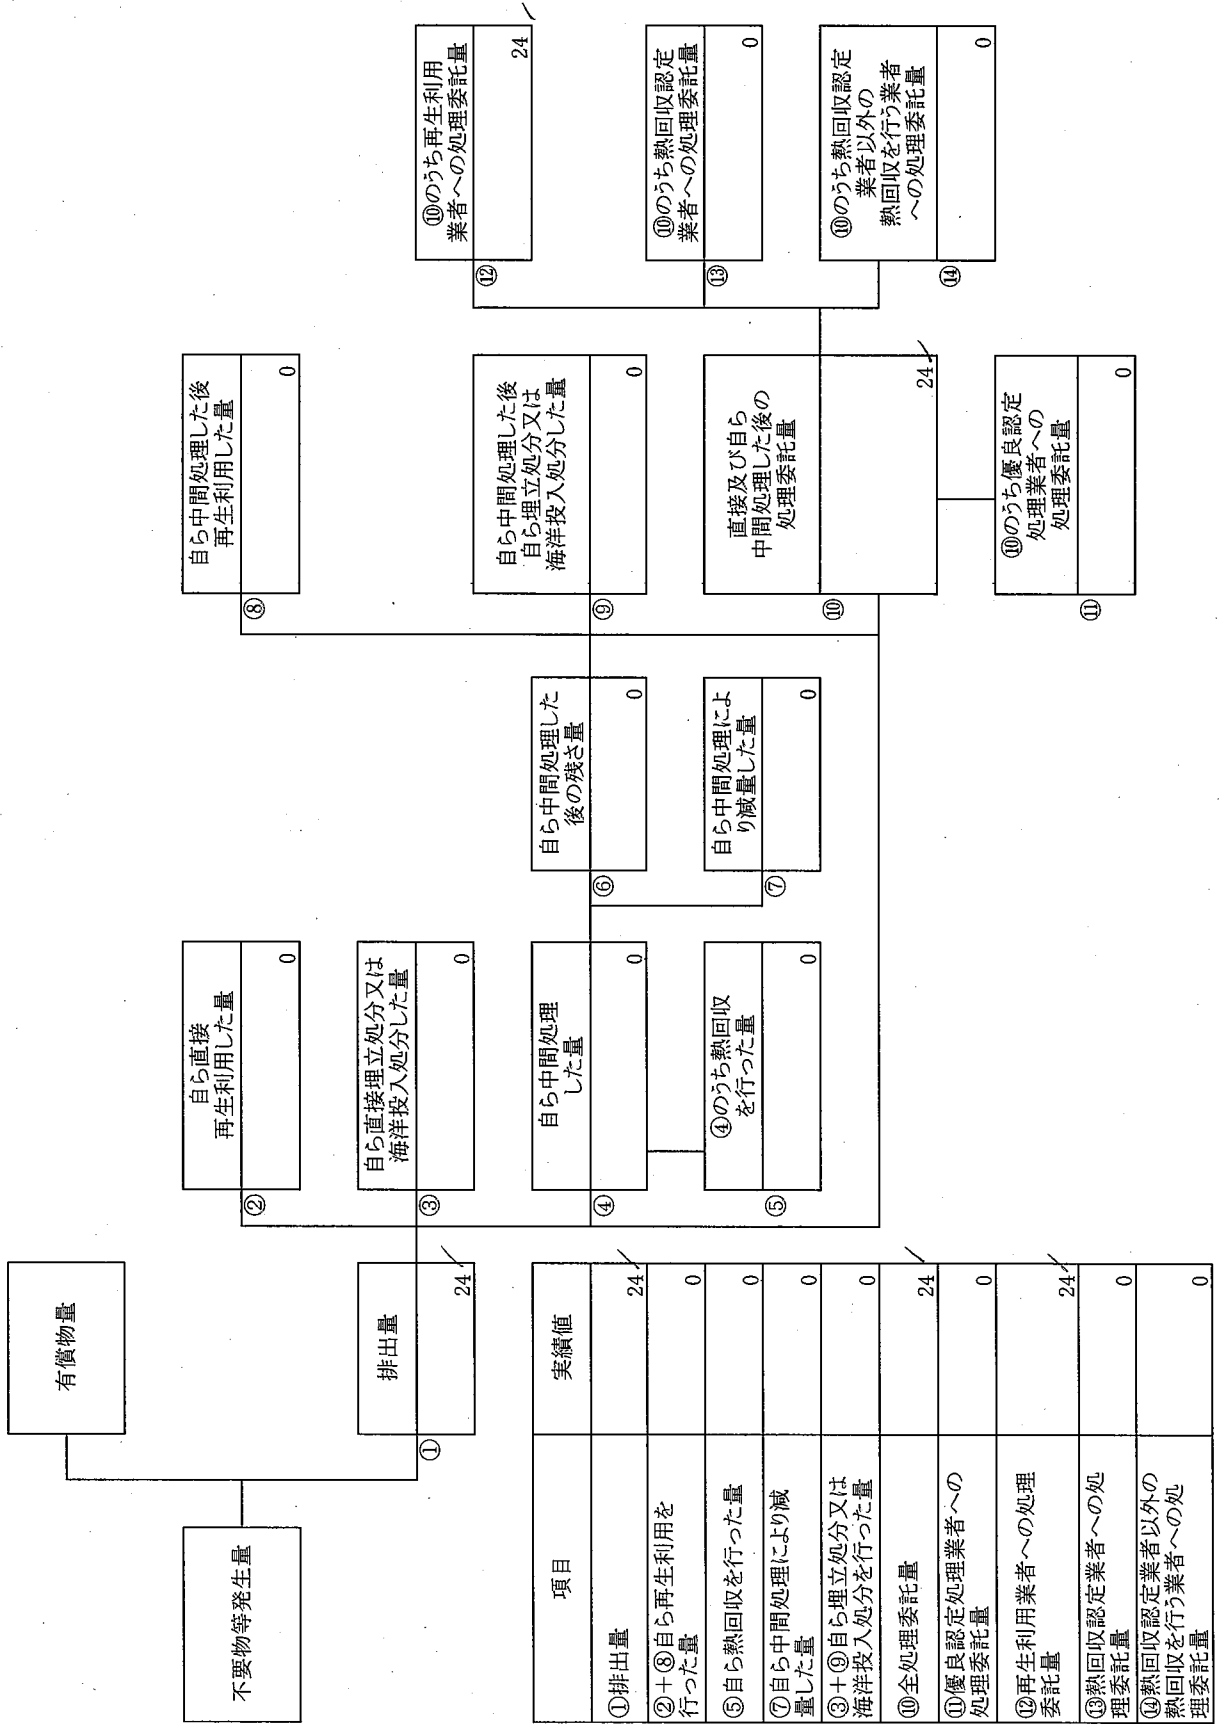 有償物量
不要物等発生量
排出量
①
24
自ら直接
再生利用した量
②
0
自ら直接埋立処分又は
海洋投入処分した量
③
0
自ら中間処理
した量
④
0
④のうち熱回収
を行った量
⑤
0
自ら中間処理した
後の残さ量
⑥
0
自ら中間処理によ
り減量した量
⑦
0
自ら中間処理した後
再生利用した量
⑧
0
自ら中間処理した後
自ら埋立処分又は
海洋投入処分した量
⑨
0
直接及び自ら
中間処理した後の
処理委託量
⑩
24
⑩のうち優良認定
処理業者への
処理委託量
⑪
0
⑩のうち再生利用
業者への処理委託量
⑫
24
⑩のうち熱回収認定
業者への処理委託量
⑬
0
⑩のうち熱回収認定
業者以外の
熱回収を行う業者
への処理委託量
⑭
0
項目 実績値
①排出量 24
②+⑧自ら再生利用を
行った量 0
⑤自ら熱回収を行った量 0
⑦自ら中間処理により減
量した量 0
③+⑨自ら埋立処分又は
海洋投入処分を行った量 0
⑩全処理委託量 24
⑪優良認定処理業者への
処理委託量 0
⑫再生利用業者への処理
委託量 24
⑬熱回収認定業者への処
理委託量 0
⑭熱回収認定業者以外の
熱回収を行う業者への処
理委託量 0